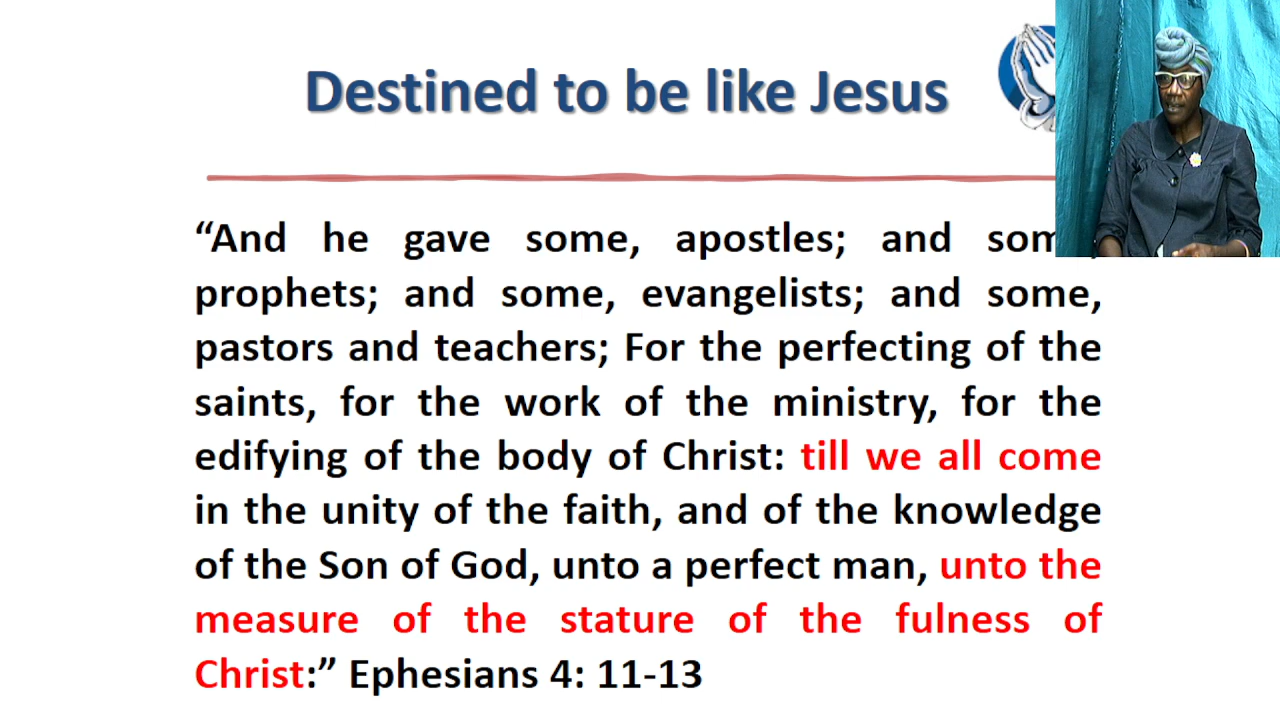 Destined to be like Jesus
“And he gave some, apostles; and some,
prophets; and some, evangelists; and some,
pastors and teachers; For the perfecting of the
saints, for the work of the ministry, for the
edifying of the body of Christ: till we all come
in the unity of the faith, and of the knowledge
of the Son of God, unto a perfect man, unto the
measure of the stature of the fulness of
Christ:” Ephesians 4: 11-13